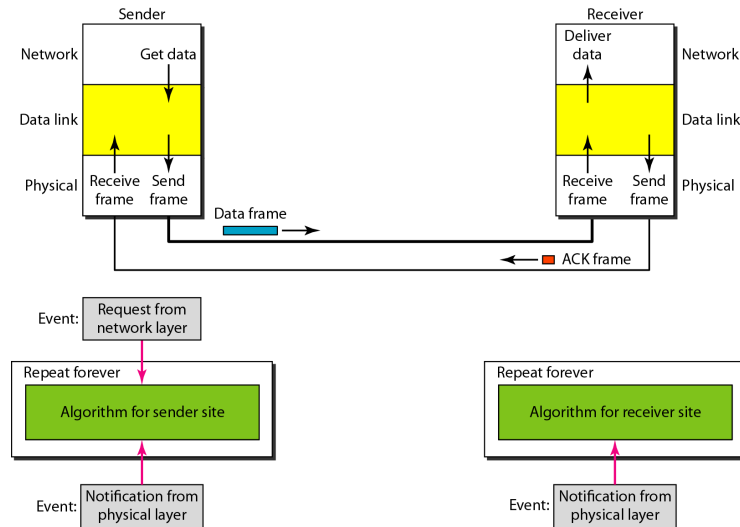 Sender
Receiver
Network
Get data
Deliver
data
Network
Data link
Data link
Physical
Receive
frame
Send
frame
Receive
frame
Send
frame
Physical
Data frame
ACK frame
Event:
Request from
network layer
Repeat forever
Algorithm for sender site
Repeat forever
Algorithm for receiver site
Event:
Notification from
physical layer
Event:
Notification from
physical layer